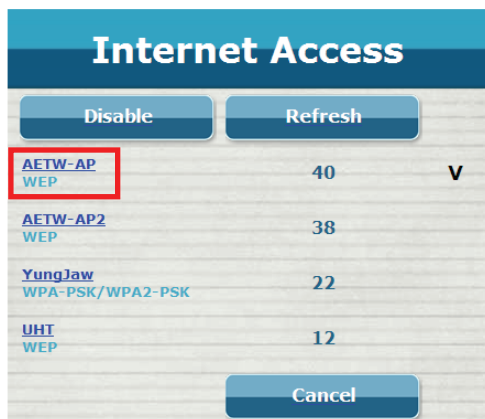 Internet Access
Disable Refresh
AETW-AP
WEP
40 V
AETW-AP2
WEP
38
YungJaw
WPA-PSK/WPA2-PSK
22
UHT
WEP
12
Cancel